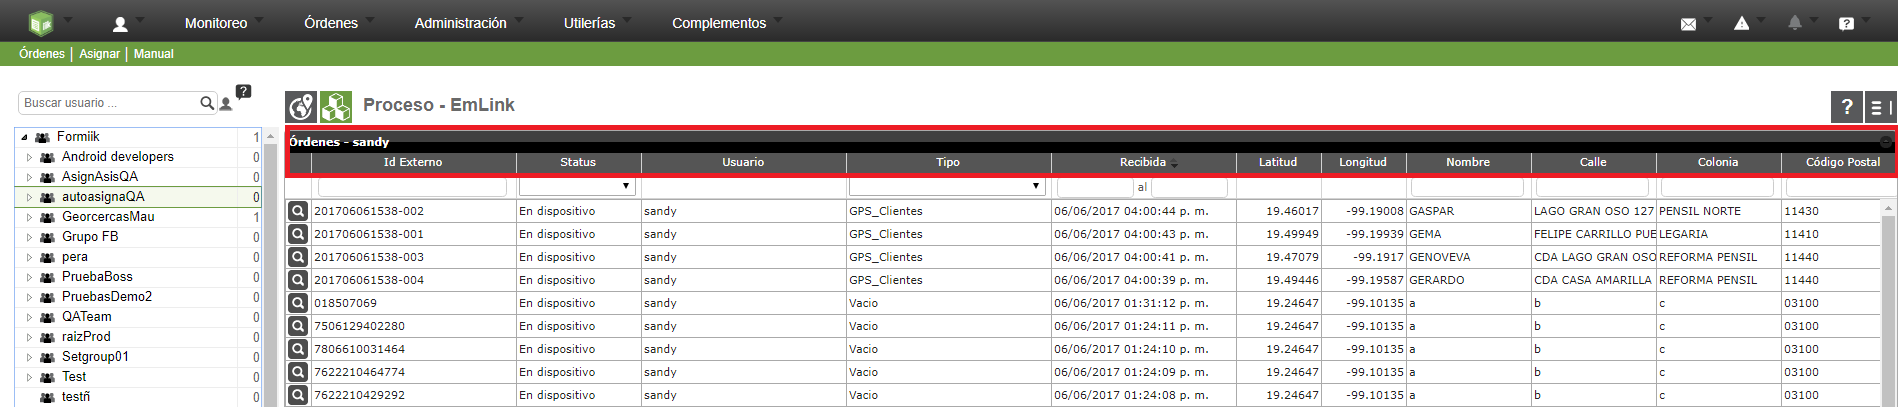 Monitoreo Órdenes Administración Utilerías Complementos
Órdenes | Asignar | Manual
Buscar usuario ...
?
Proceso - EmLink
?
Formiik 1
Android developers 0
AsignAsisQA 0
autoasignaQA 0
GeorcercasMau 1
Grupo FB 0
pera 0
PruebaBoss 0
PruebasDemo2 0
QATeam 0
raizProd 0
Setgroup01 0
Test 0
testñ 0
Órdenes - sandy
Id Externo Status Usuario Tipo Recibida Latitud Longitud Nombre Calle Colonia Código Postal
al
201706061538-002 En dispositivo sandy GPS_Clientes 06/06/2017 04:00:44 p. m. 19.46017 -99.19008 GASPAR LAGO GRAN OSO 127 PENSIL NORTE 11430
201706061538-001 En dispositivo sandy GPS_Clientes 06/06/2017 04:00:43 p. m. 19.49949 -99.19939 GEMA FELIPE CARRILLO PUE LEGARIA 11410
201706061538-003 En dispositivo sandy GPS_Clientes 06/06/2017 04:00:41 p. m. 19.47079 -99.1917 GENOVEVA CDA LAGO GRAN OSO REFORMA PENSIL 11440
201706061538-004 En dispositivo sandy GPS_Clientes 06/06/2017 04:00:39 p. m. 19.49446 -99.19587 GERARDO CDA CASA AMARILLA REFORMA PENSIL 11440
018507069 En dispositivo sandy Vacio 06/06/2017 01:31:12 p. m. 19.24647 -99.10135 a b c 03100
7506129402280 En dispositivo sandy Vacio 06/06/2017 01:24:11 p. m. 19.24647 -99.10135 a b c 03100
7806610031464 En dispositivo sandy Vacio 06/06/2017 01:24:10 p. m. 19.24647 -99.10135 a b c 03100
7622210464774 En dispositivo sandy Vacio 06/06/2017 01:24:09 p. m. 19.24647 -99.10135 a b c 03100
7622210429292 En dispositivo sandy Vacio 06/06/2017 01:24:08 p. m. 19.24647 -99.10135 a b c 03100